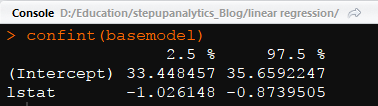 Console D:/Education/stepupanalytics_Blog/linear regression/
> confint(basemodel)
2.5 % 97.5 %
(Intercept) 33.448457 35.6592247
lstat -1.026148 -0.8739505